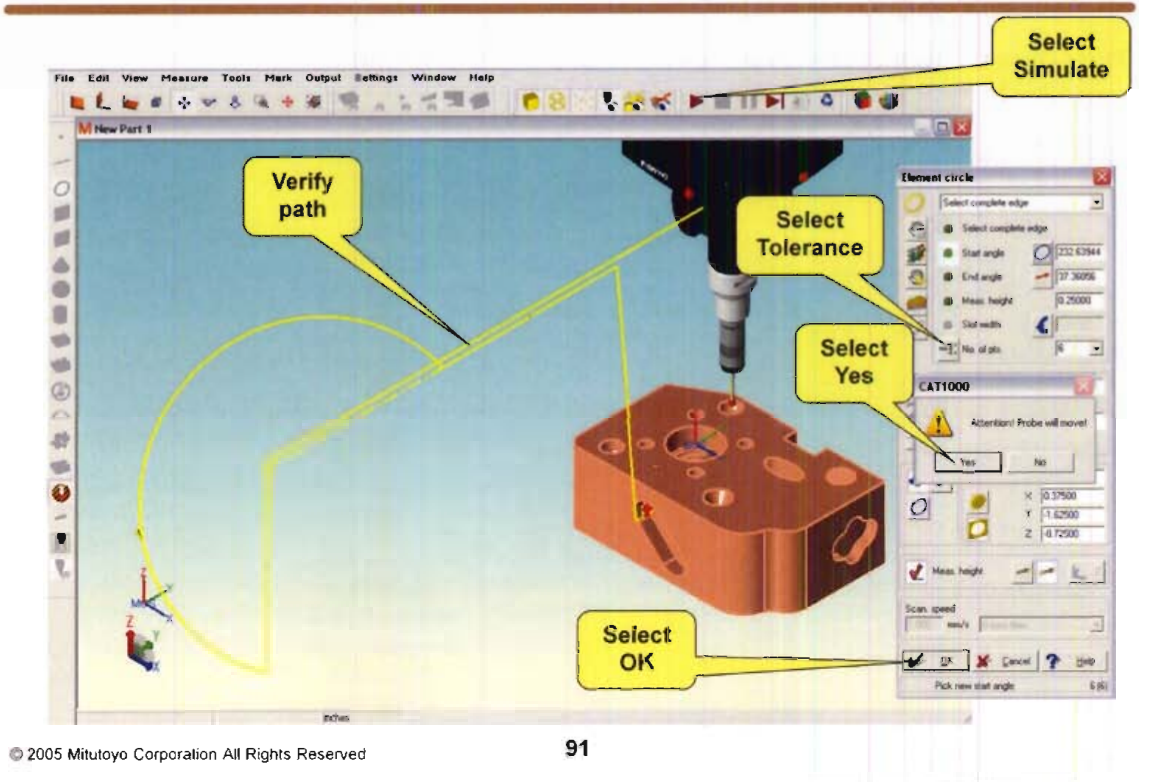 Select
Simulate
File Edit View Measure Tools Mark Output Settings Window Help
New Part 1
Verify
path
Select
Tolerance
Select
Yes
Element circle
Select complete edge
Select complete edge
Start angle 232.63944
End angle 37.36056
Meas. height 0.25000
Slot width
No. of pts. 6
CAT1000
Attention! Probe will move!
Yes No
X 0.37500
Y -1.62500
Z -0.72500
Meas. height
Scan. speed
mm/s
Select
OK
OK Cancel Help
Pick new start angle 6 (6)
Z
Y
X
Z
Y
X
inches
© 2005 Mitutoyo Corporation All Rights Reserved
91